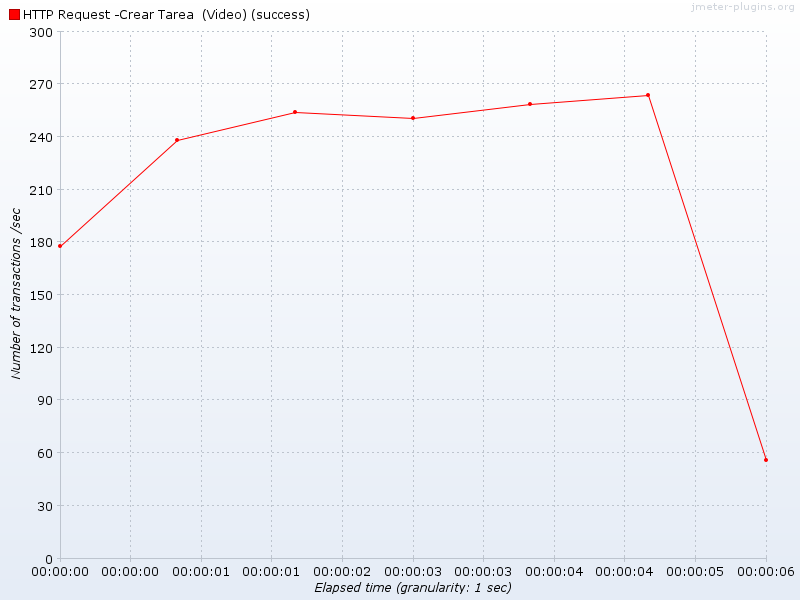 jmeter-plugins.org
HTTP Request -Crear Tarea  (Video) (success)
300
270
240
210
180
150
120
90
60
30
0
Number of transactions /sec
00:00:00 00:00:00 00:00:01 00:00:01 00:00:02 00:00:03 00:00:03 00:00:04 00:00:04 00:00:05 00:00:06
Elapsed time (granularity: 1 sec)